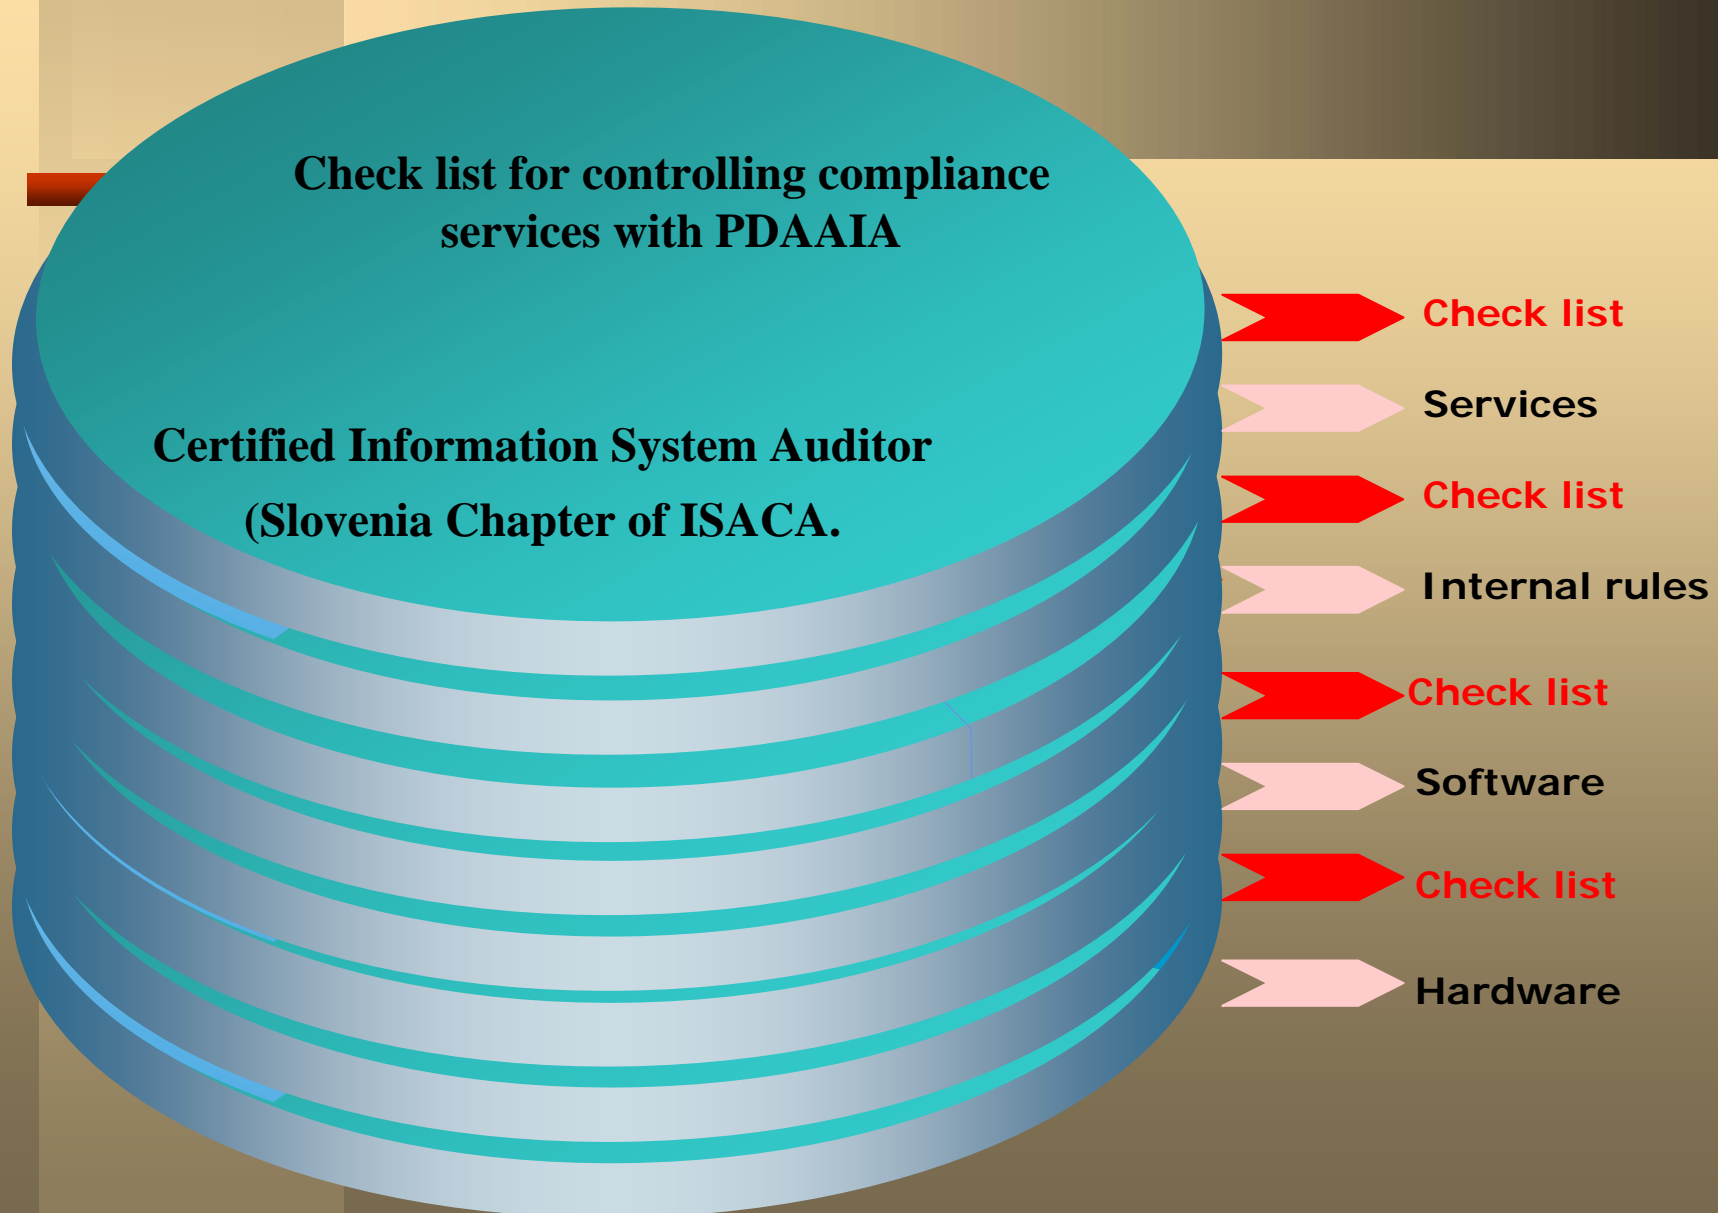 Check list for controlling compliance
services with PDAAIA
Certified Information System Auditor
(Slovenia Chapter of ISACA.
Check list
Services
Check list
Internal rules
Check list
Software
Check list
Hardware